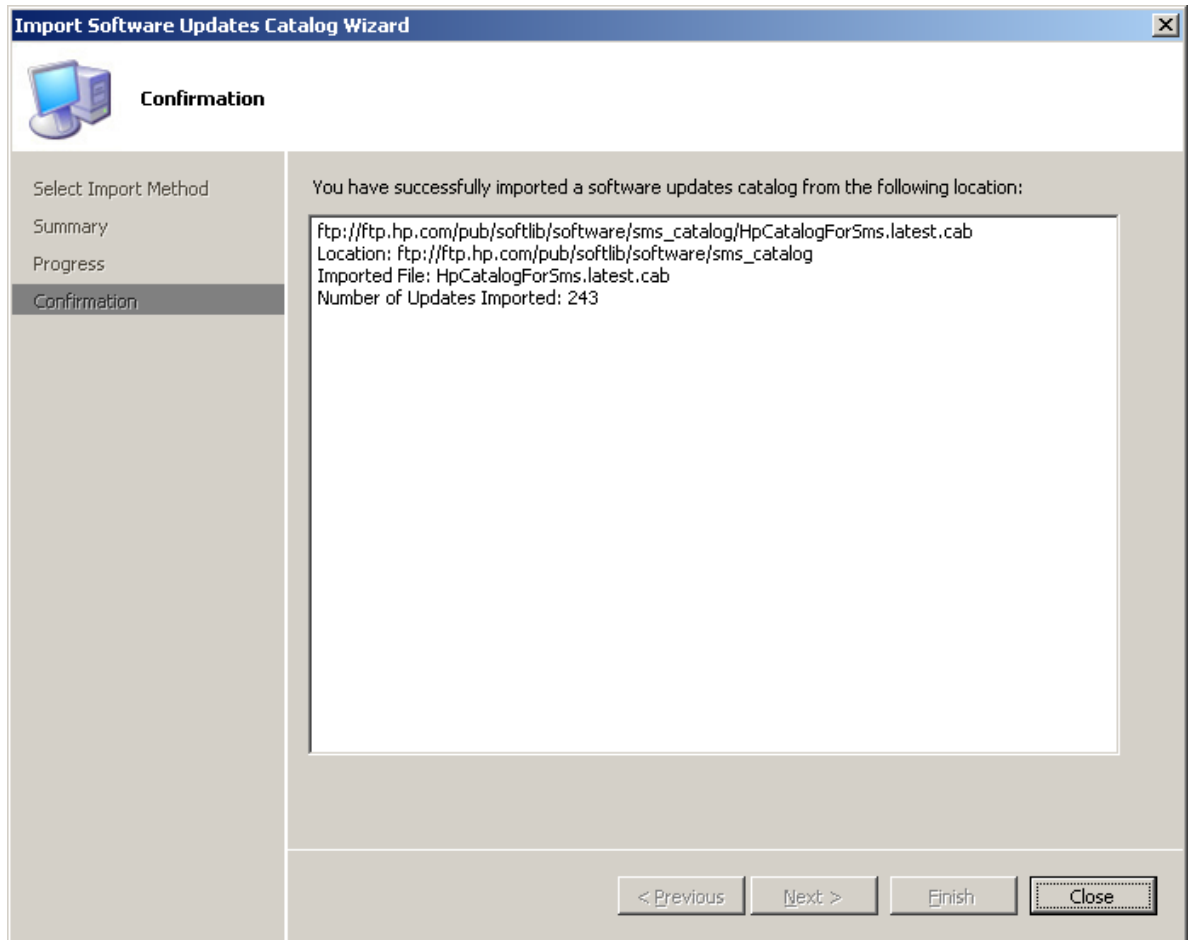 Import Software Updates Catalog Wizard
Confirmation
Select Import Method
Summary
Progress
Confirmation
You have successfully imported a software updates catalog from the following location:
ftp://ftp.hp.com/pub/softlib/software/sms_catalog/HpCatalogForSms.latest.cab
Location: ftp://ftp.hp.com/pub/softlib/software/sms_catalog
Imported File: HpCatalogForSms.latest.cab
Number of Updates Imported: 243
< Previous
Next >
Finish
Close